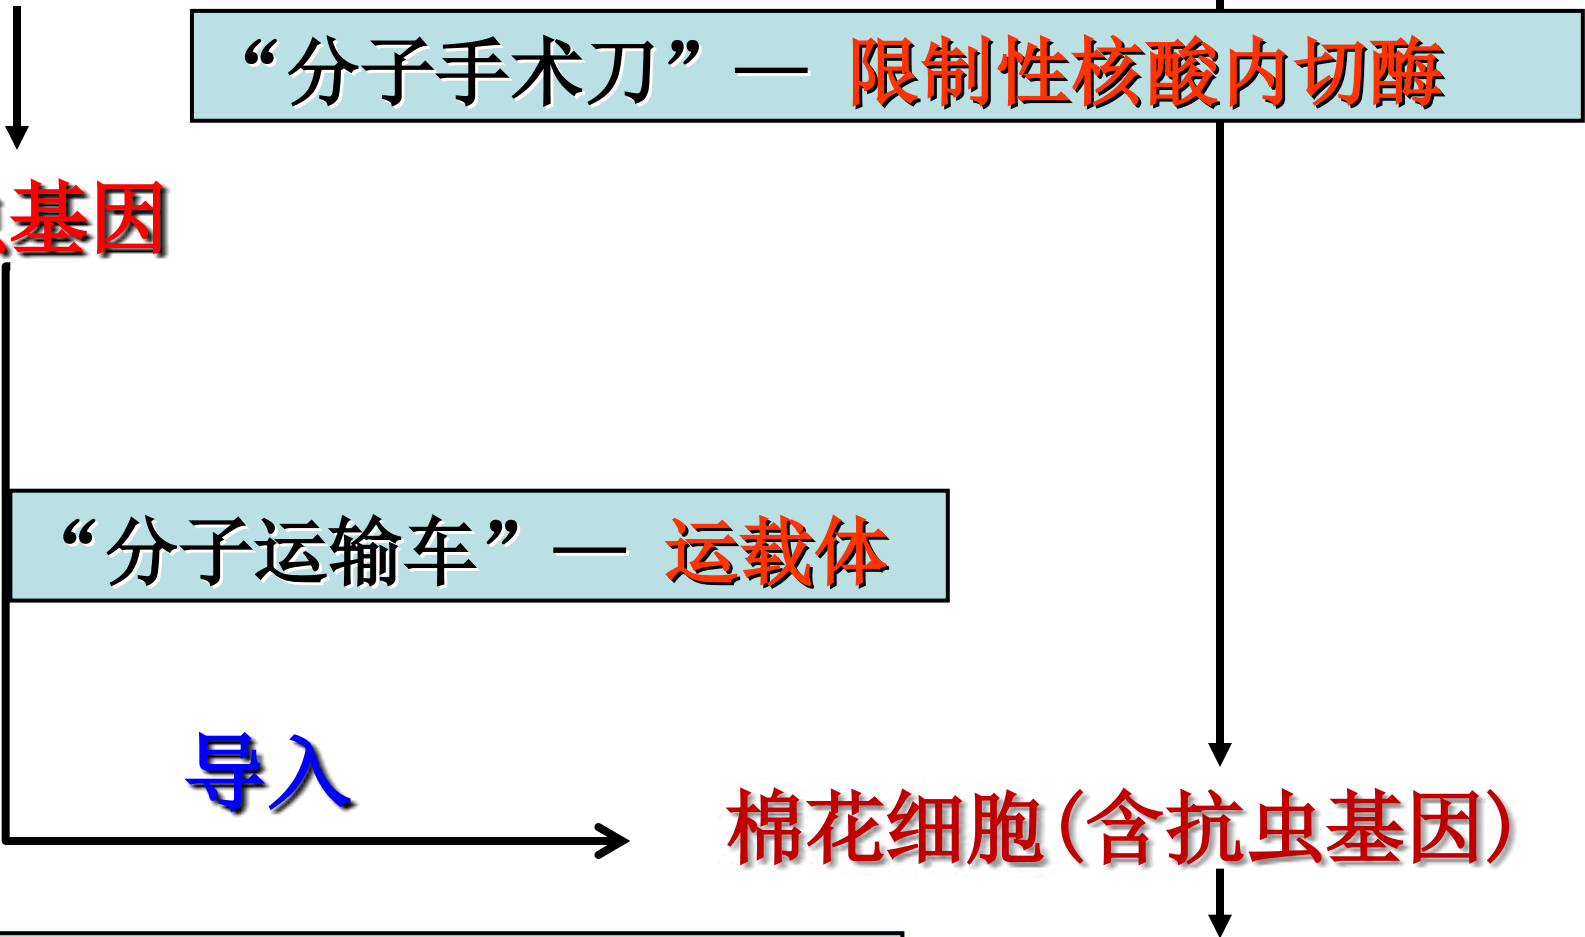 “分子手术刀”— 限制性核酸内切酶
基因
“分子运输车”— 运载体
导入
棉花细胞(含抗虫基因)